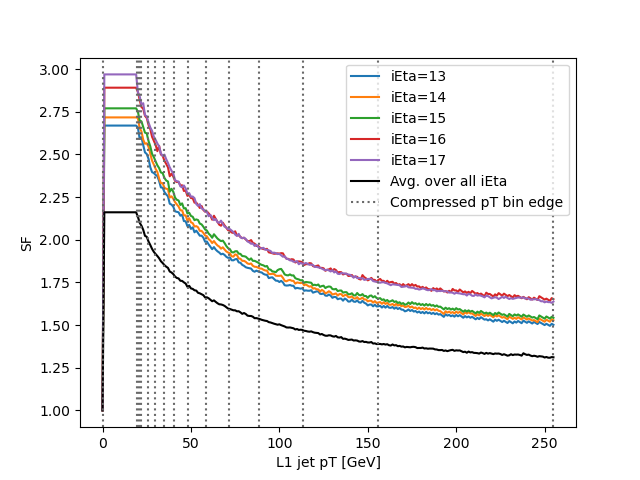 3.00
2.75
2.50
2.25
2.00
1.75
1.50
1.25
1.00
SF
0
50
100
150
200
250
L1 jet pT [GeV]
iEta=13
iEta=14
iEta=15
iEta=16
iEta=17
Avg. over all iEta
Compressed pT bin edge